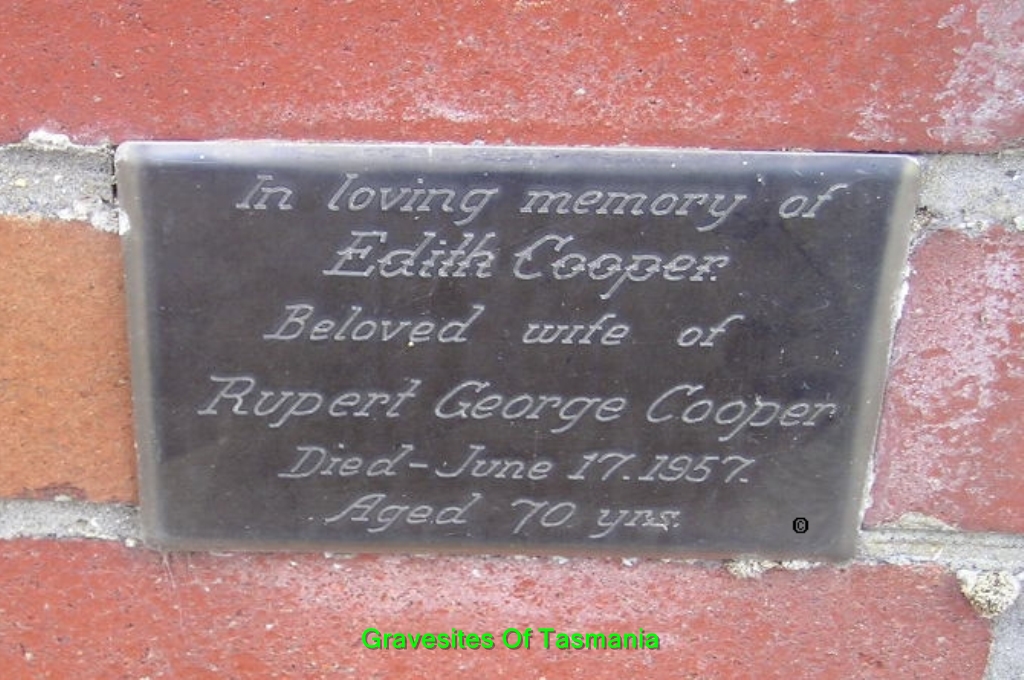 In loving memory of
Edith Cooper.
Beloved wife of
Rupert George Cooper
Died - June 17. 1957.
Aged 70 yrs.
©
Gravesites Of Tasmania